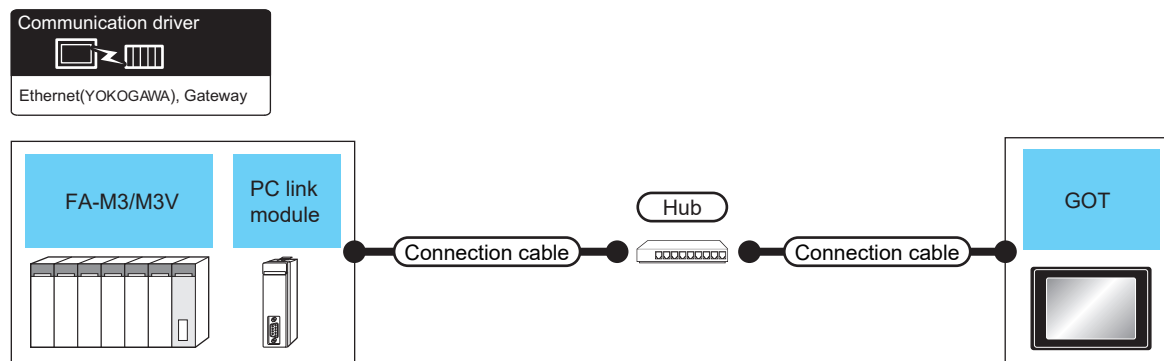 Communication driver
Ethernet(YOKOGAWA), Gateway
FA-M3/M3V
PC link
module
Connection cable
Hub
Connection cable
GOT